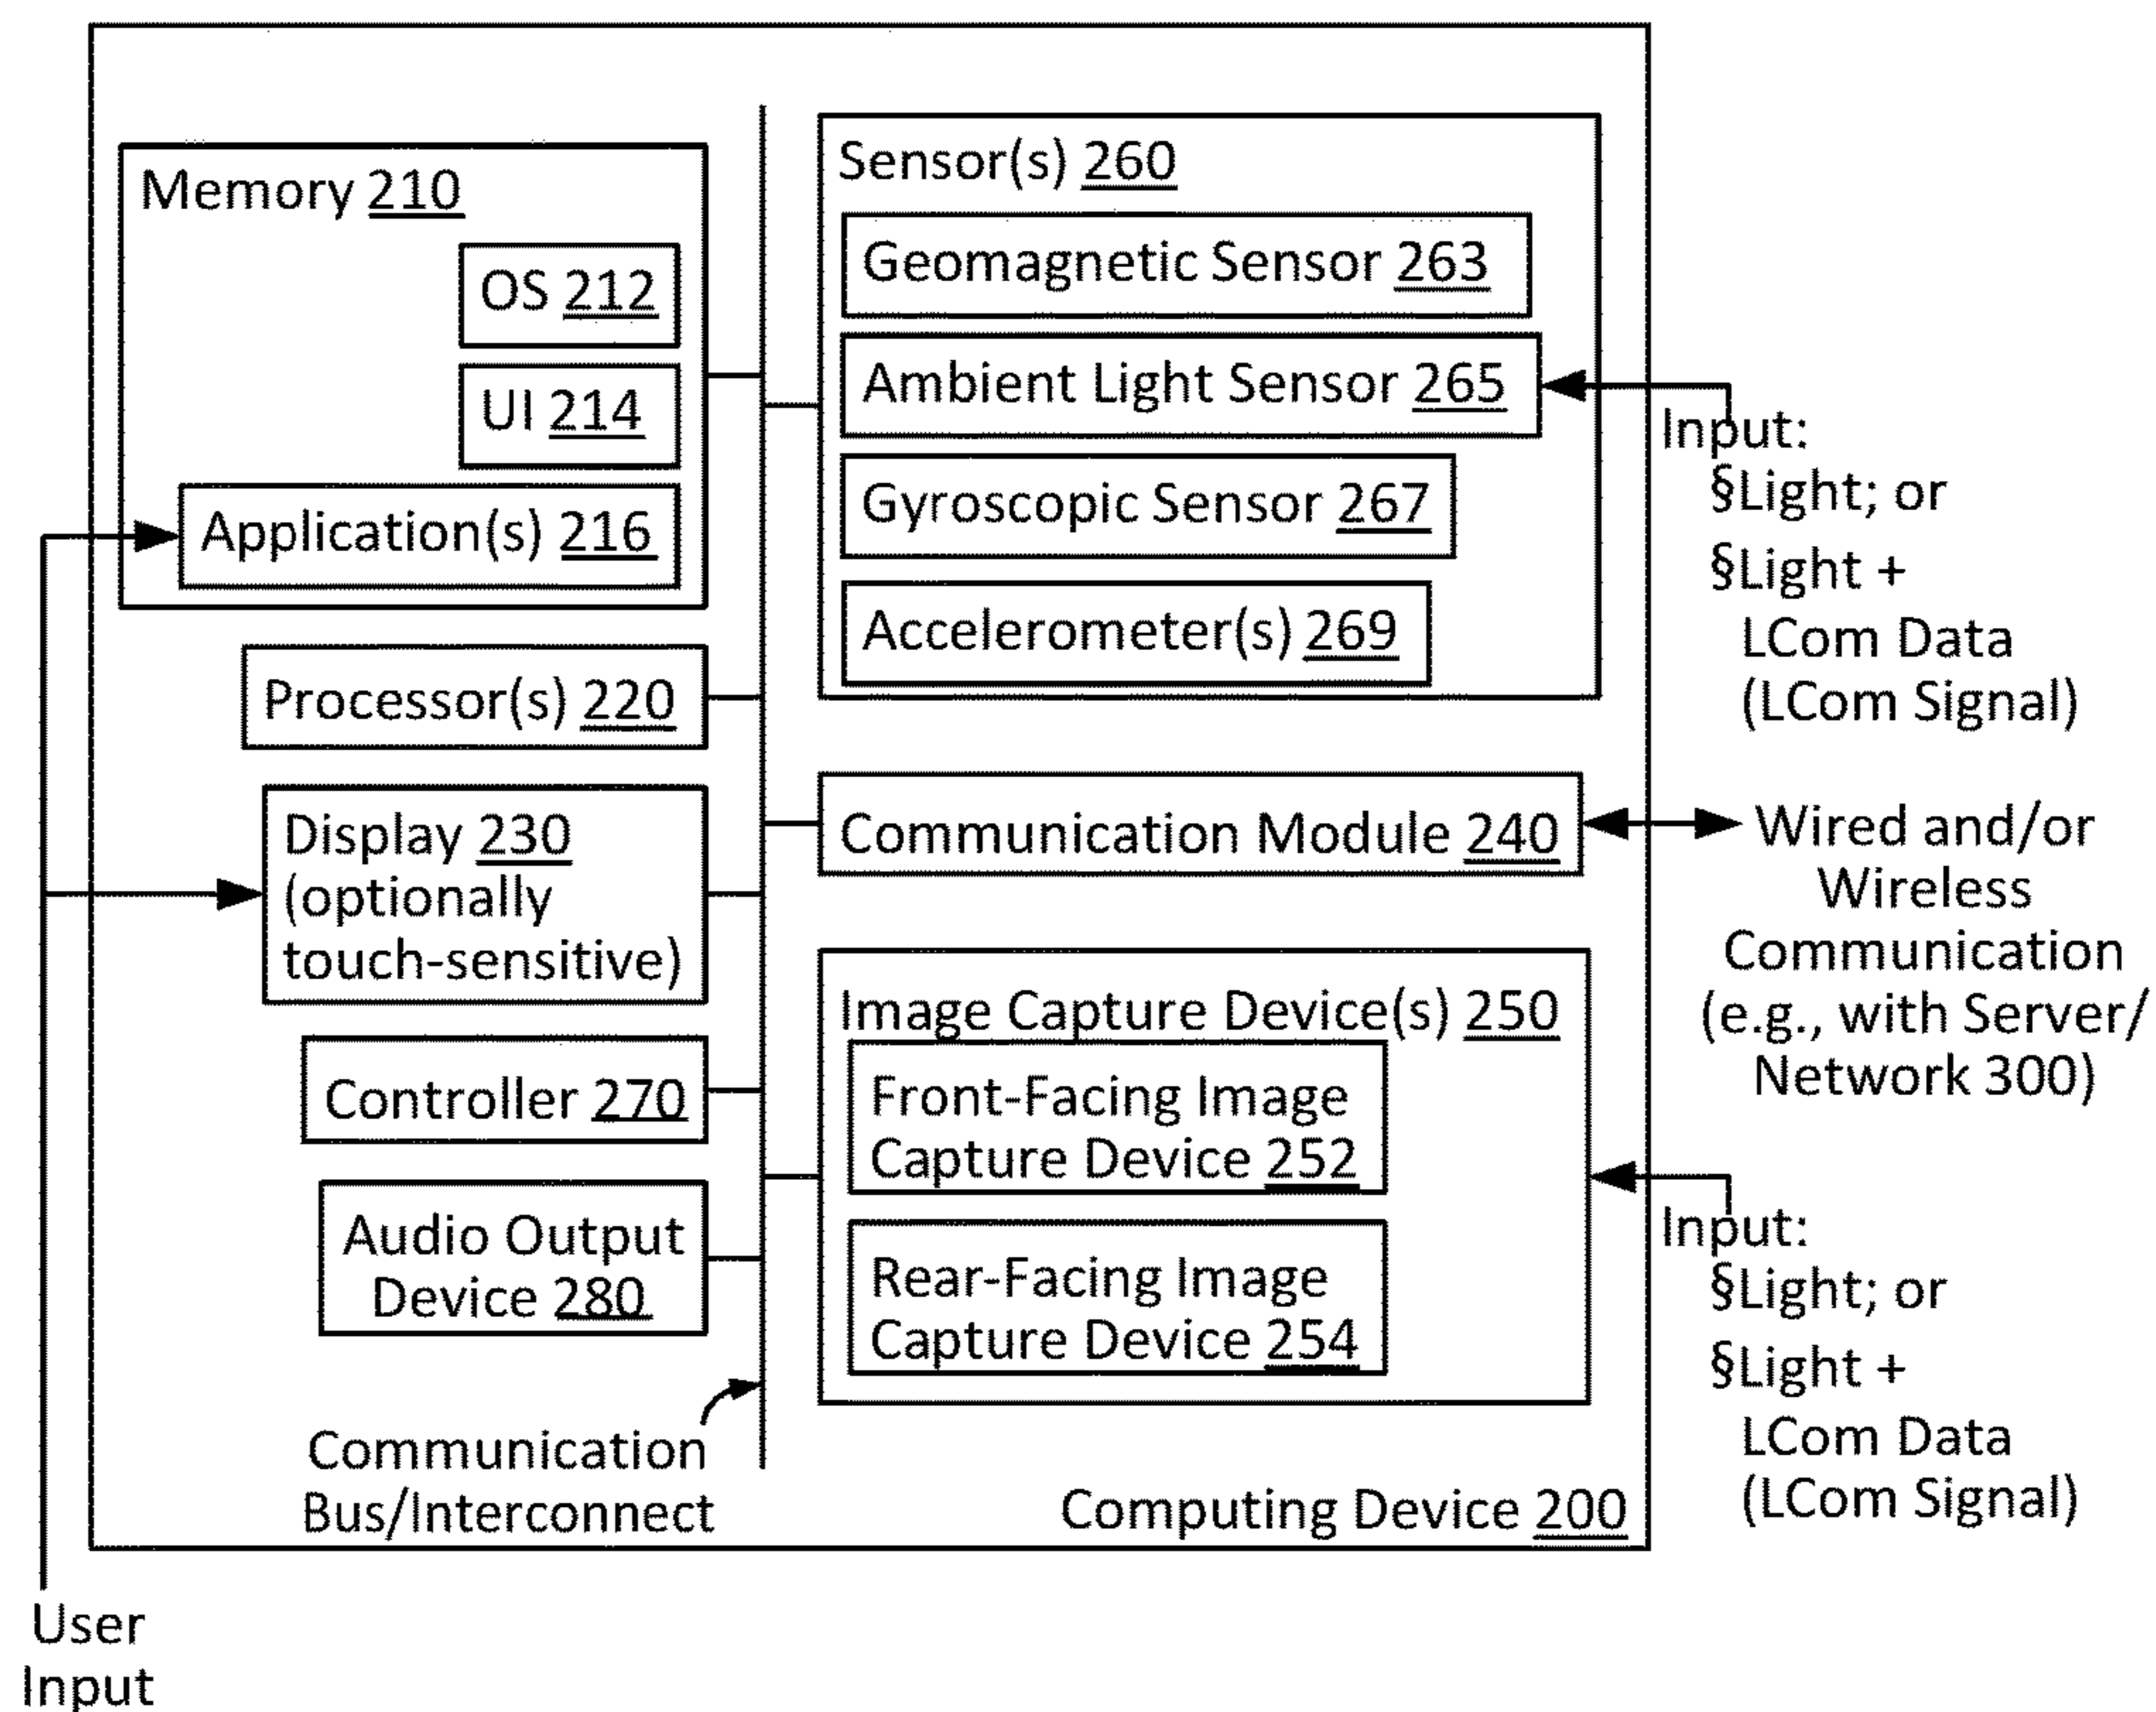 Memory 210
OS 212
UI 214
Application(s) 216
Processor(s) 220
Display 230
(optionally
touch-sensitive)
Controller 270
Audio Output
Device 280
Communication
Bus/Interconnect
Sensor(s) 260
Geomagnetic Sensor 263
Ambient Light Sensor 265
Gyroscopic Sensor 267
Accelerometer(s) 269
Communication Module 240
Image Capture Device(s) 250
Front-Facing Image
Capture Device 252
Rear-Facing Image
Capture Device 254
Computing Device 200
Input:
§Light; or
§Light +
LCom Data
(LCom Signal)
Wired and/or
Wireless
Communication
(e.g., with Server/
Network 300)
Input:
§Light; or
§Light +
LCom Data
(LCom Signal)
User
Input